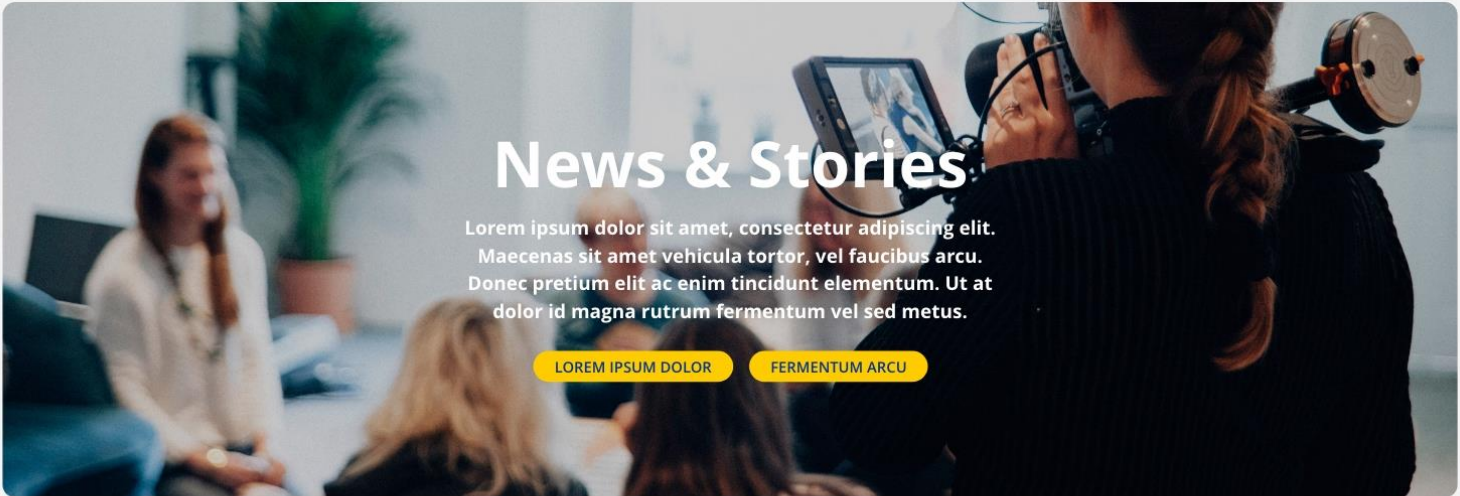 News & Stories
Lorem ipsum dolor sit amet, consectetur adipiscing elit.
Maecenas sit amet vehicula tortor, vel faucibus arcu.
Donec pretium elit ac enim tincidunt elementum. Ut at
dolor id magna rutrum fermentum vel sed metus.
LOREM IPSUM DOLOR
FERMENTUM ARCU